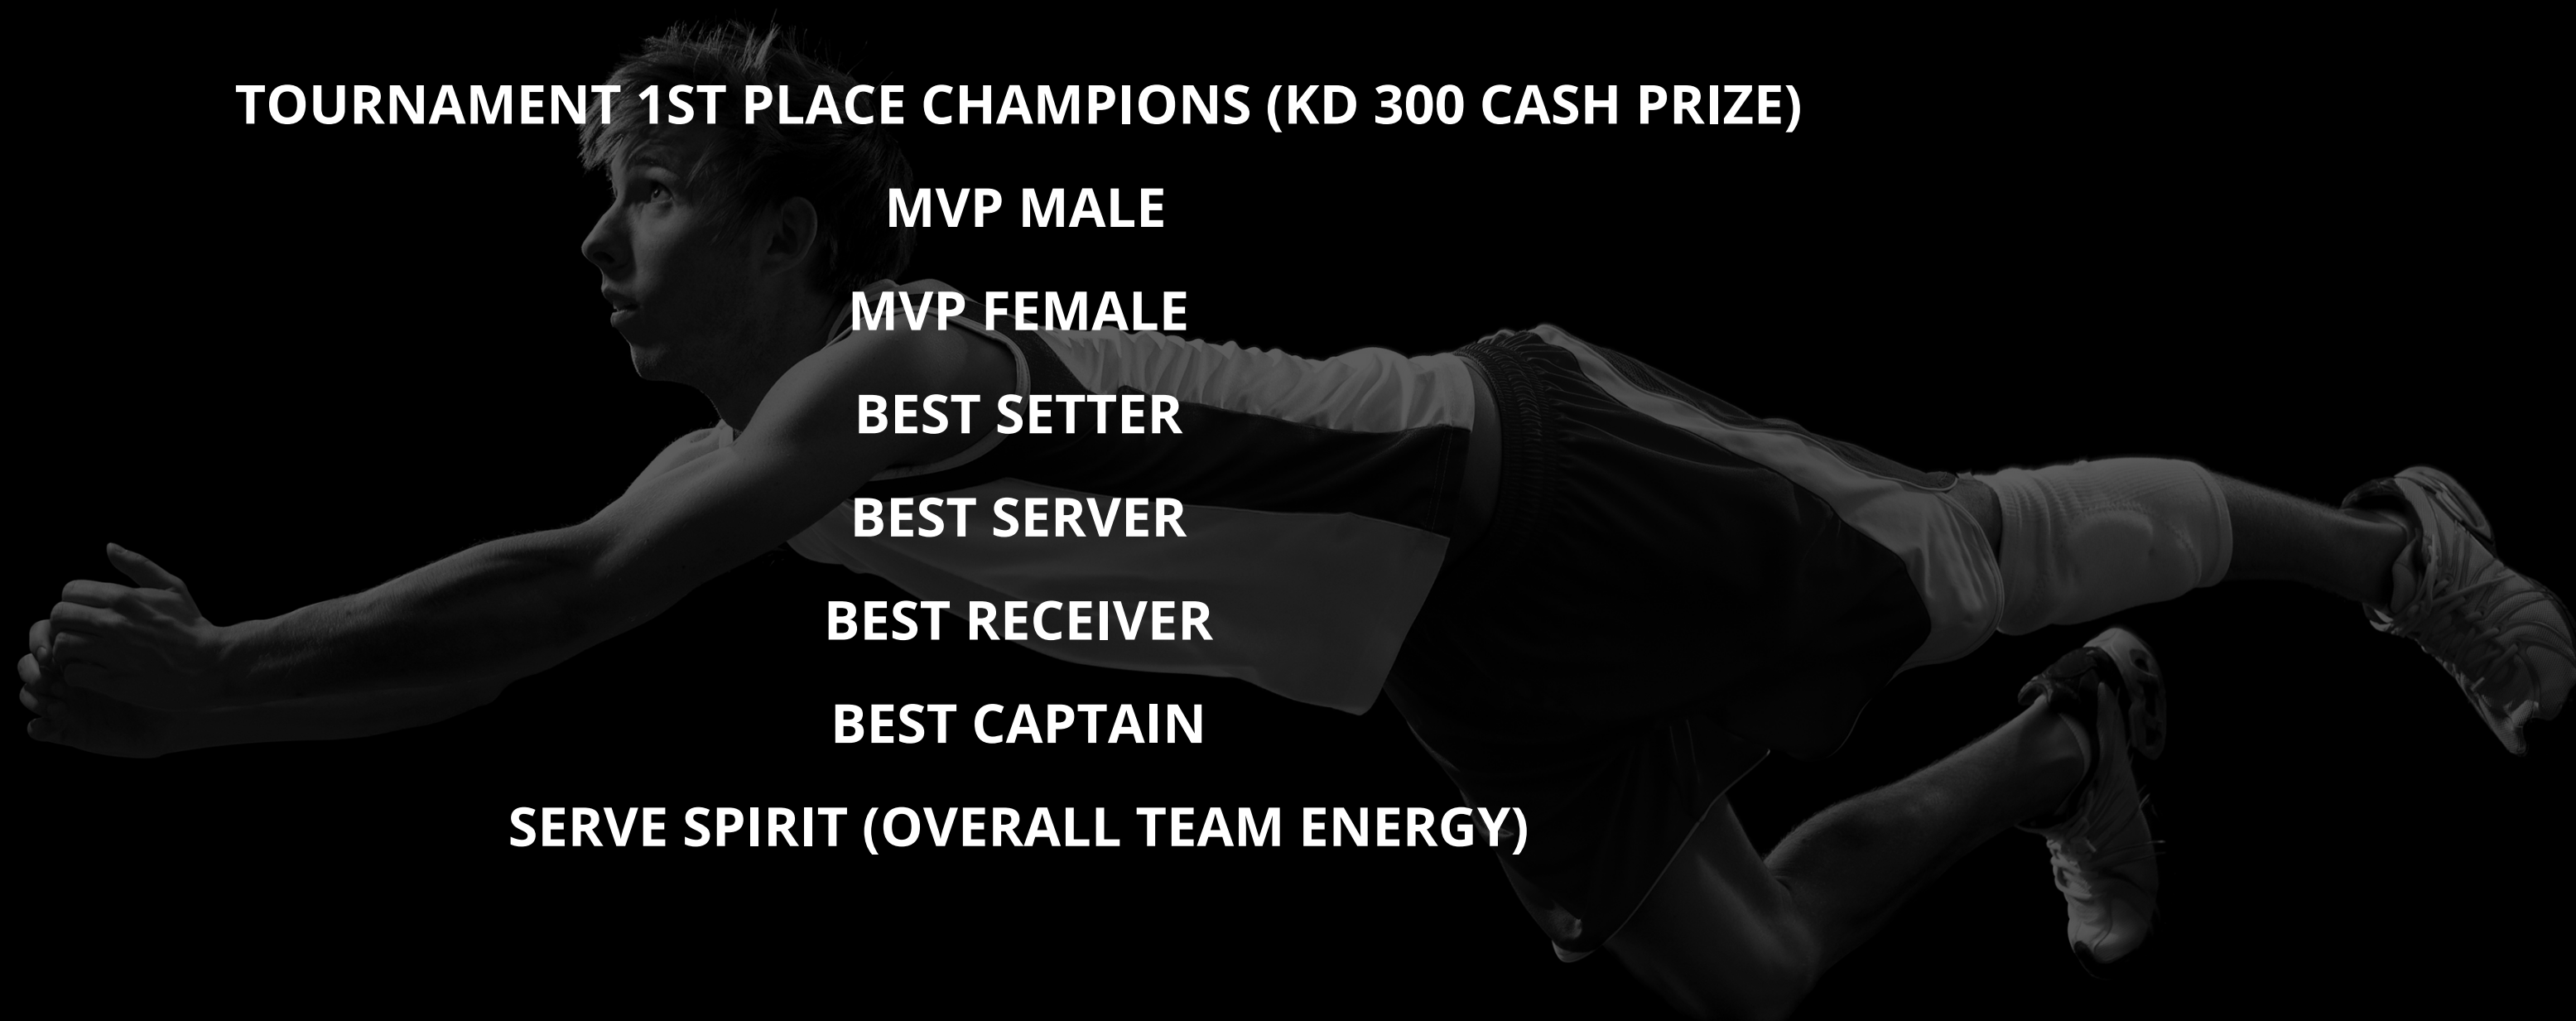 TOURNAMENT 1ST PLACE CHAMPIONS (KD 300 CASH PRIZE)
MVP MALE
MVP FEMALE
BEST SETTER
BEST SERVER
BEST RECEIVER
BEST CAPTAIN
SERVE SPIRIT (OVERALL TEAM ENERGY)